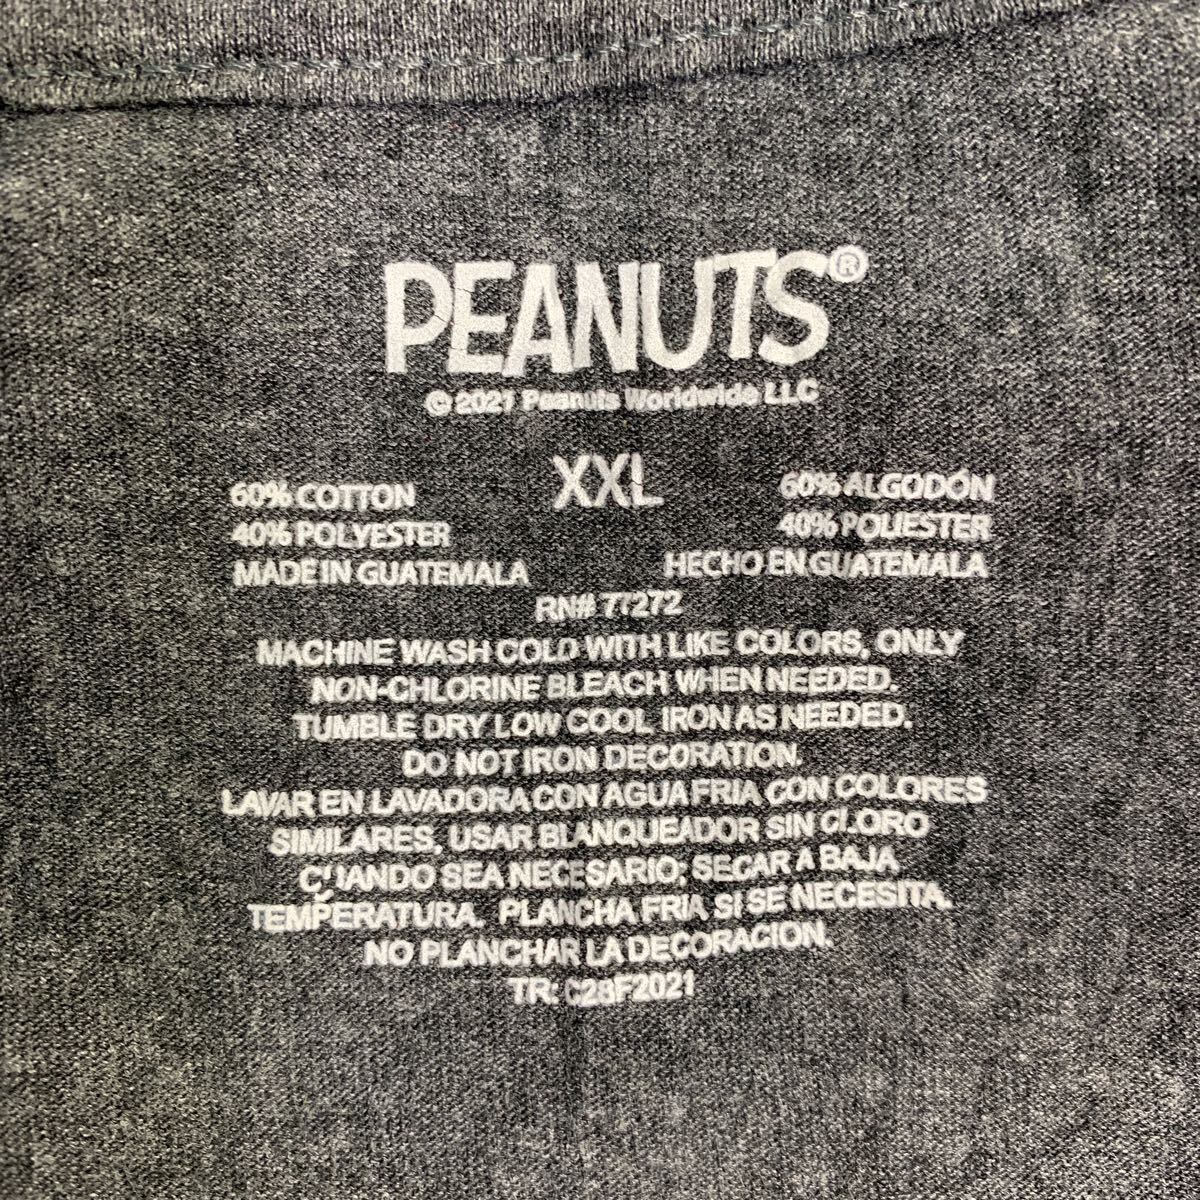 PEANUTS®
© 2021 Peanuts Worldwide LLC
XXL
60% COTTON
40% POLYESTER
MADE IN GUATEMALA
60% ALGODÓN
40% POLIESTER
HECHO EN GUATEMALA
RN# 77272
MACHINE WASH COLD WITH LIKE COLORS, ONLY
NON-CHLORINE BLEACH WHEN NEEDED.
TUMBLE DRY LOW COOL IRON AS NEEDED.
DO NOT IRON DECORATION.
LAVAR EN LAVADORA CON AGUA FRIA CON COLORES
SIMILARES, USAR BLANQUEADOR SIN CLORO
CUANDO SEA NECESARIO; SECAR A BAJA
TEMPERATURA. PLANCHA FRIA SI SE NECESITA.
NO PLANCHAR LA DECORACION.
TR: C28F2021